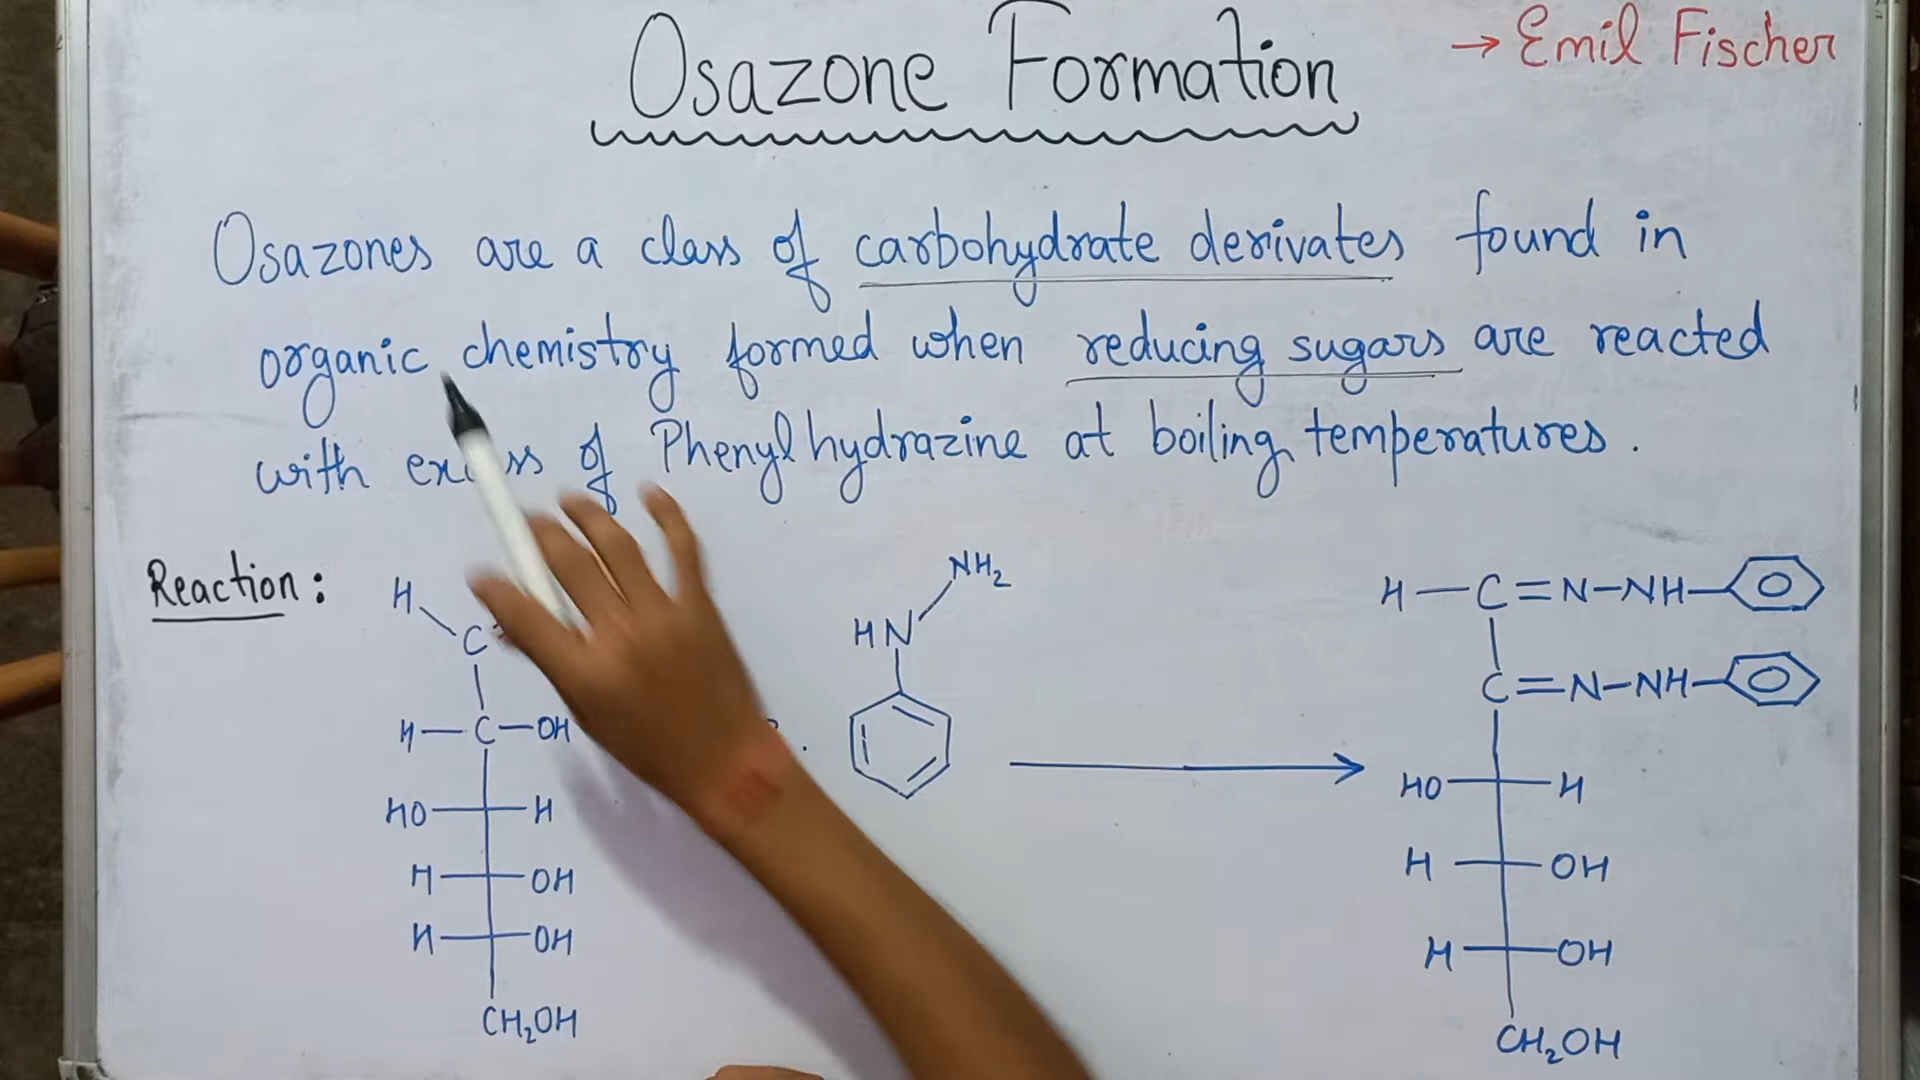 Osazone Formation
→ Emil Fischer
Osazones are a class of carbohydrate derivates found in
organic chemistry formed when reducing sugars are reacted
with of Phenylhydrazine at boiling temperatures.
Reaction:
H
C
H—C—OH
HO H
H OH
H OH
CH₂OH
NH₂
HN
H—C=N—NH—
C=N—NH—
HO H
H OH
H OH
CH₂OH